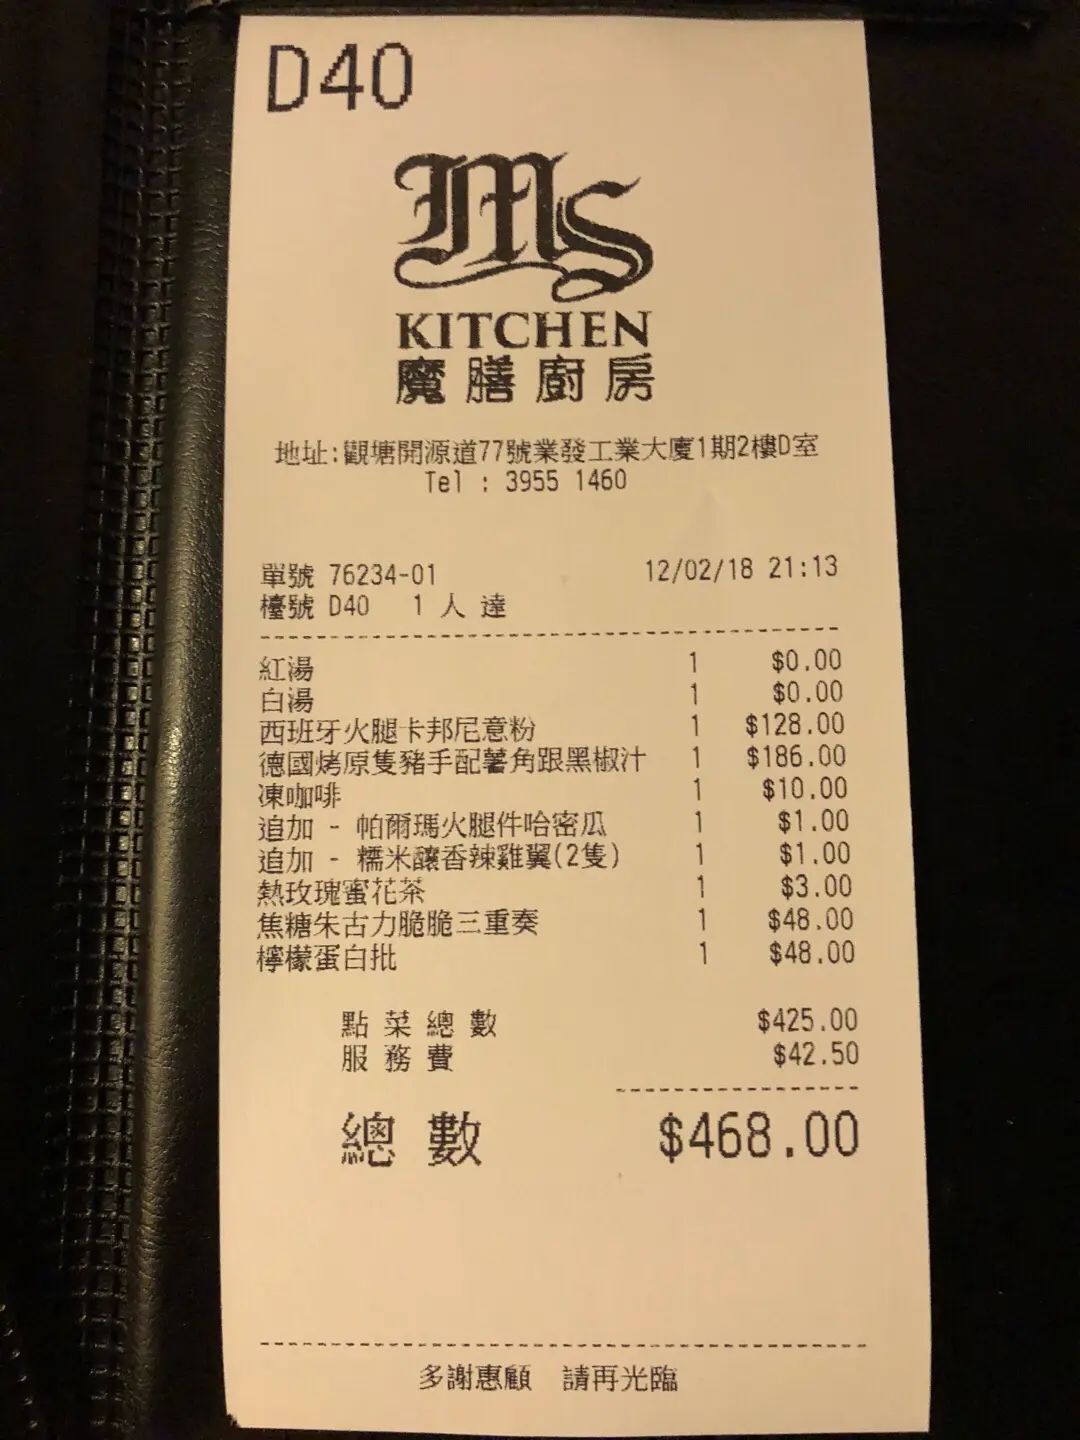 D40
MS
KITCHEN
魔膳廚房
地址:觀塘開源道77號業發工業大廈1期2樓D室
Tel : 3955 1460
單號 76234-01 12/02/18 21:13
檯號 D40 1 人 達
紅湯 1 $0.00
白湯 1 $0.00
西班牙火腿卡邦尼意粉 1 $128.00
德國烤原隻豬手配薯角跟黑椒汁 1 $186.00
凍咖啡 1 $10.00
追加 - 帕爾瑪火腿件哈密瓜 1 $1.00
追加 - 糯米釀香辣雞翼(2隻) 1 $1.00
熱玫瑰蜜花茶 1 $3.00
焦糖朱古力脆脆三重奏 1 $48.00
檸檬蛋白批 1 $48.00
點菜總數 $425.00
服務費 $42.50
總數 $468.00
多謝惠顧 請再光臨